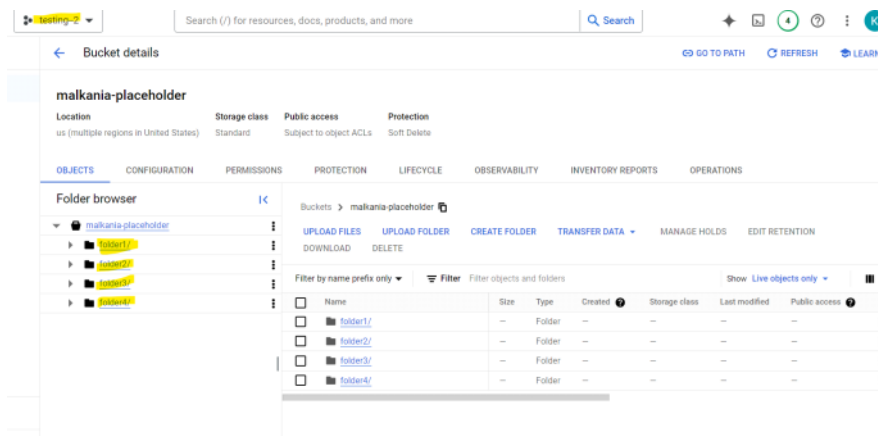 testing-2
Search (/) for resources, docs, products, and more
Search
4
K
Bucket details
GO TO PATH
REFRESH
LEARN
malkania-placeholder
Location
Storage class
Public access
Protection
us (multiple regions in United States)
Standard
Subject to object ACLs
Soft Delete
OBJECTS
CONFIGURATION
PERMISSIONS
PROTECTION
LIFECYCLE
OBSERVABILITY
INVENTORY REPORTS
OPERATIONS
Folder browser
malkania-placeholder
folder1/
folder2/
folder3/
folder4/
Buckets > malkania-placeholder
UPLOAD FILES
UPLOAD FOLDER
CREATE FOLDER
TRANSFER DATA
MANAGE HOLDS
EDIT RETENTION
DOWNLOAD
DELETE
Filter by name prefix only
Filter
Filter objects and folders
Show Live objects only
Name
Size
Type
Created
Storage class
Last modified
Public access
folder1/ — Folder — — — —
folder2/ — Folder — — — —
folder3/ — Folder — — — —
folder4/ — Folder — — — —